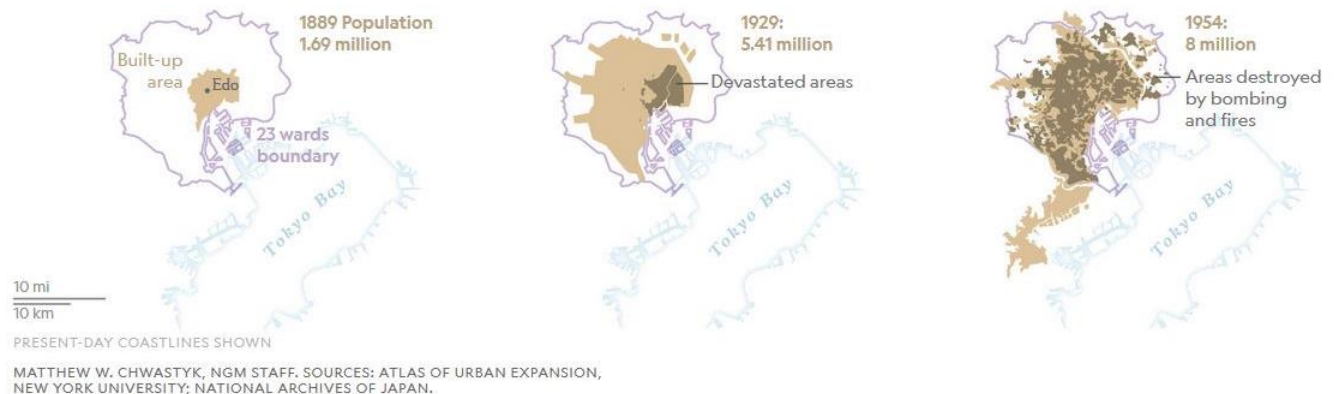 1889 Population
1.69 million
Built-up
area
Edo
23 wards
boundary
Tokyo Bay
10 mi
10 km
1929:
5.41 million
Devastated areas
Tokyo Bay
1954:
8 million
Areas destroyed
by bombing
and fires
Tokyo Bay
PRESENT-DAY COASTLINES SHOWN
MATTHEW W. CHWASTYK, NGM STAFF. SOURCES: ATLAS OF URBAN EXPANSION,
NEW YORK UNIVERSITY; NATIONAL ARCHIVES OF JAPAN.